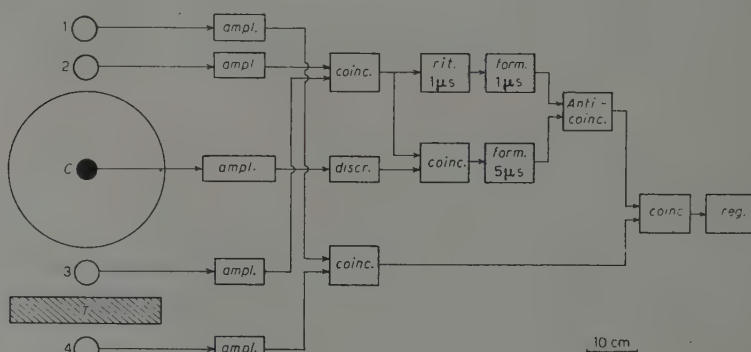 1
ampl.
2
ampl
coinc.
rit.
1µs
form.
1µs
Anti-
coinc.
C
ampl.
discr.
coinc.
form.
5µs
coinc
reg.
3
ampl.
coinc.
T
4
ampl.
10 cm